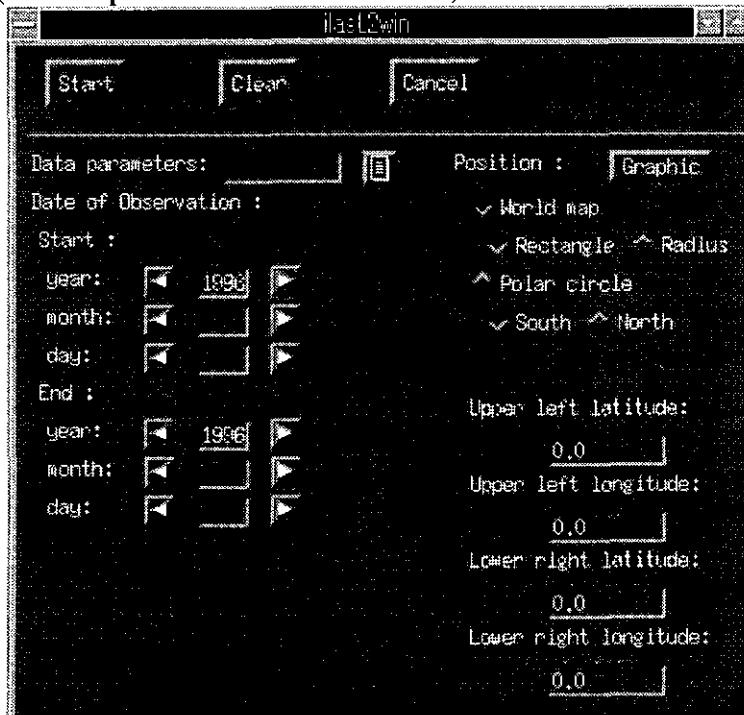 Start Clear Cancel
Data parameters:
Date of Observation :
Start :
year: 1996
month:
day:
End :
year: 1996
month:
day:
Position : Graphic
World map
Rectangle Radius
Polar circle
South North
Upper left latitude:
0.0
Upper left longitude:
0.0
Lower right latitude:
0.0
Lower right longitude:
0.0